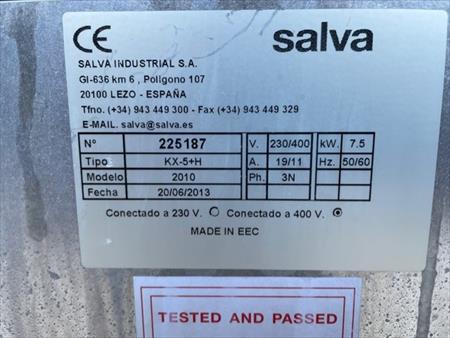 CE salva
SALVA INDUSTRIAL S.A.
GI-636 km 6 , Poligono 107
20100 LEZO - ESPAÑA
Tfno. (+34) 943 449 300 - Fax (+34) 943 449 329
E-MAIL. salva@salva.es
Nº 225187 V. 230/400 kW. 7.5
Tipo KX-5+H A. 19/11 Hz. 50/60
Modelo 2010 Ph. 3N
Fecha 20/06/2013
Conectado a 230 V. Conectado a 400 V.
MADE IN EEC
TESTED AND PASSED